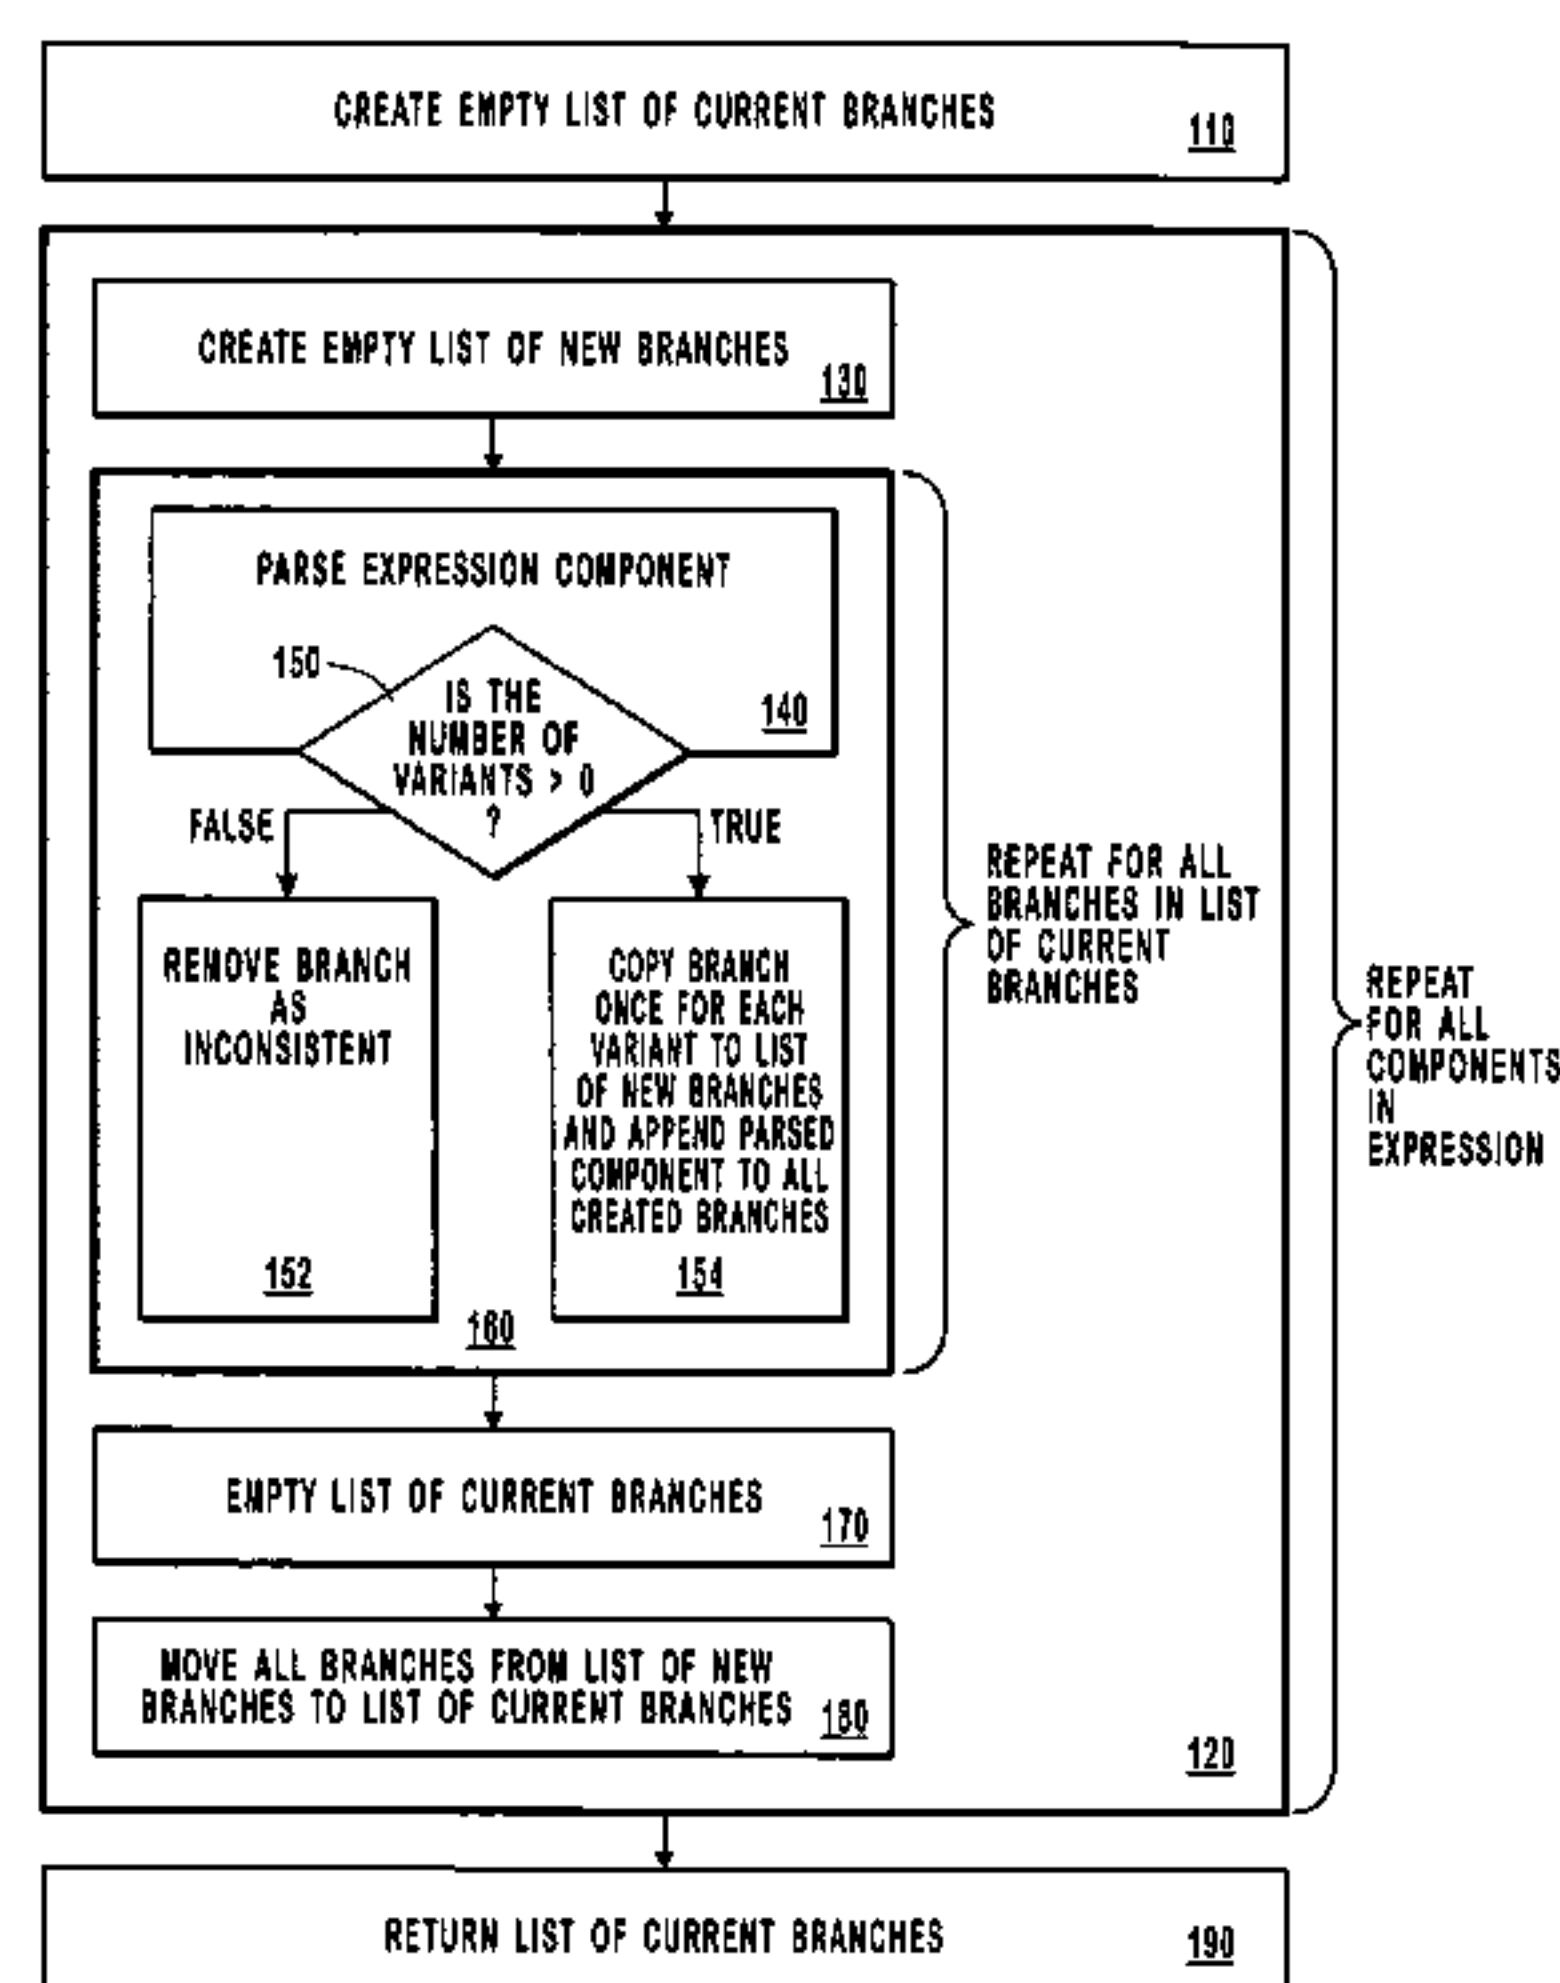 CREATE EMPTY LIST OF CURRENT BRANCHES
110
CREATE EMPTY LIST OF NEW BRANCHES
130
PARSE EXPRESSION COMPONENT
150
140
IS THE
NUMBER OF
VARIANTS > 0
?
FALSE
TRUE
REMOVE BRANCH
AS
INCONSISTENT
152
COPY BRANCH
ONCE FOR EACH
VARIANT TO LIST
OF NEW BRANCHES
AND APPEND PARSED
COMPONENT TO ALL
CREATED BRANCHES
154
160
REPEAT FOR ALL
BRANCHES IN LIST
OF CURRENT
BRANCHES
REPEAT
FOR ALL
COMPONENTS
IN
EXPRESSION
EMPTY LIST OF CURRENT BRANCHES
170
MOVE ALL BRANCHES FROM LIST OF NEW
BRANCHES TO LIST OF CURRENT BRANCHES
180
120
RETURN LIST OF CURRENT BRANCHES
190